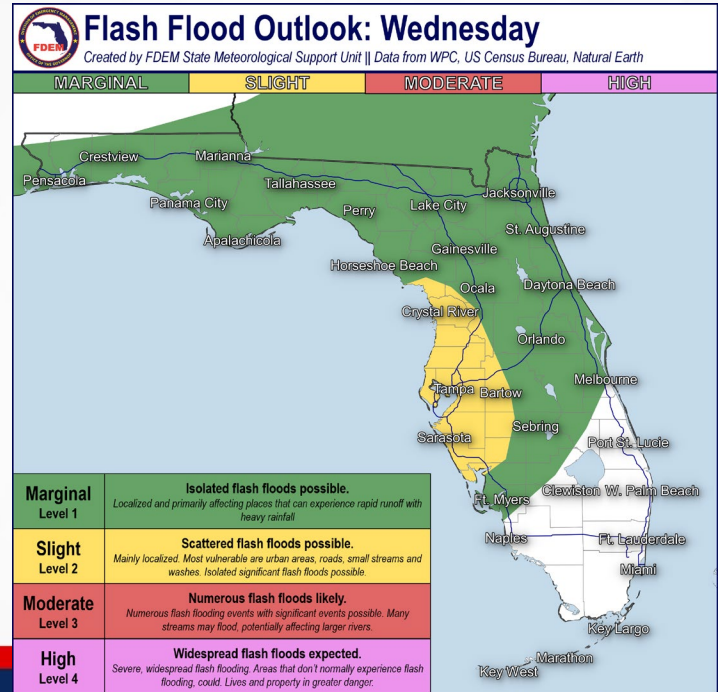 FDEM
Flash Flood Outlook: Wednesday
Created by FDEM State Meteorological Support Unit || Data from WPC, US Census Bureau, Natural Earth
MARGINAL SLIGHT MODERATE HIGH
Crestview
Marianna
Pensacola
Tallahassee
Jacksonville
Panama City
Lake City
Perry
St. Augustine
Apalachicola
Gainesville
Horseshoe Beach
Ocala
Daytona Beach
Crystal River
Orlando
Melbourne
Tampa
Bartow
Sebring
Sarasota
Port St. Lucie
Clewiston
W. Palm Beach
Ft. Myers
Naples
Ft. Lauderdale
Miami
Key Largo
Marathon
Key West
Marginal
Level 1
Isolated flash floods possible.
Localized and primarily affecting places that can experience rapid runoff with
heavy rainfall
Slight
Level 2
Scattered flash floods possible.
Mainly localized. Most vulnerable are urban areas, roads, small streams and
washes. Isolated significant flash floods possible.
Moderate
Level 3
Numerous flash floods likely.
Numerous flash flooding events with significant events possible. Many
streams may flood, potentially affecting larger rivers.
High
Level 4
Widespread flash floods expected.
Severe, widespread flash flooding. Areas that don't normally experience flash
flooding, could. Lives and property in greater danger.